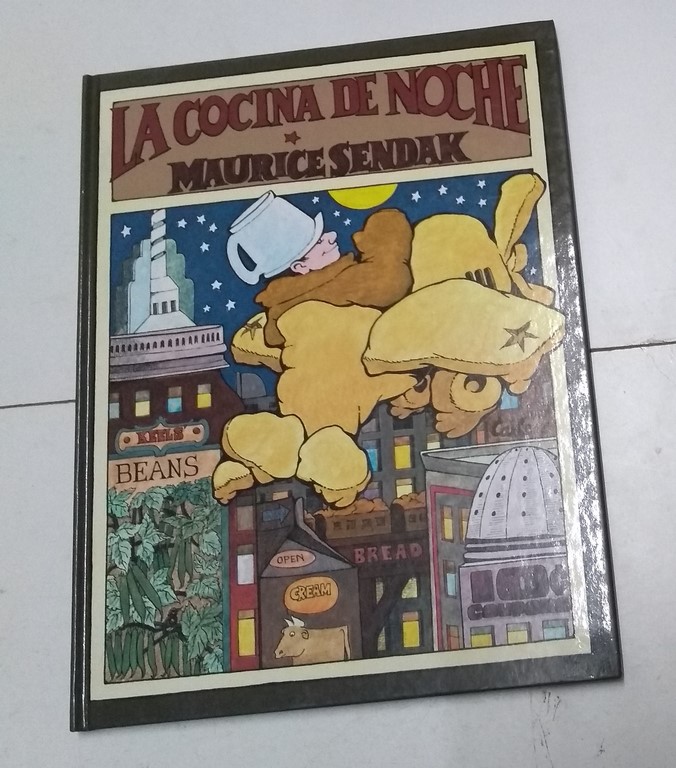 LA COCINA DE NOCHE
MAURICE SENDAK
BEANS
OPEN
BREAD
CREAM